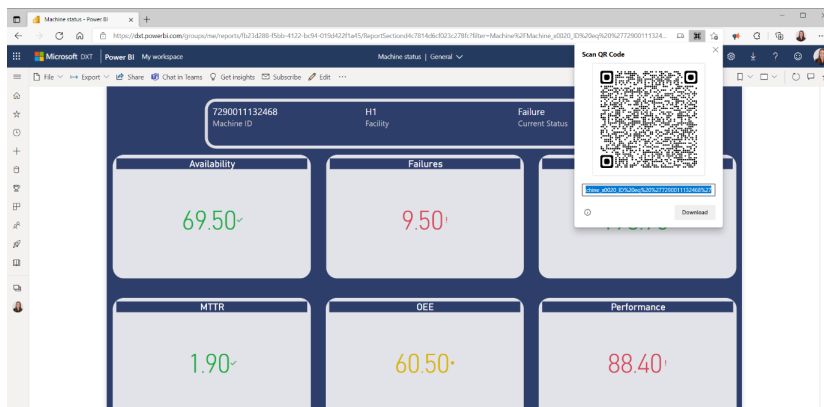 Machine status - Power BI
https://dxt.powerbi.com/groups/me/reports/fb23d288-f5bb-4122-bc94-019d422f1a45/ReportSectiond4c7814d6cf023c278fc?filter=Machine%2FMachine_x0020_ID%20eq%20%2772900111324...
Microsoft DXT Power BI My workspace
Machine status | General
File Export Share Chat in Teams Get insights Subscribe Edit ...
Scan QR Code
chine_x0020_ID%20eq%20%277290011132468%27
Download
7290011132468 H1 Failure
Machine ID Facility Current Status
Availability Failures
69.50 9.50!
MTTR OEE Performance
1.90 60.50 88.40!